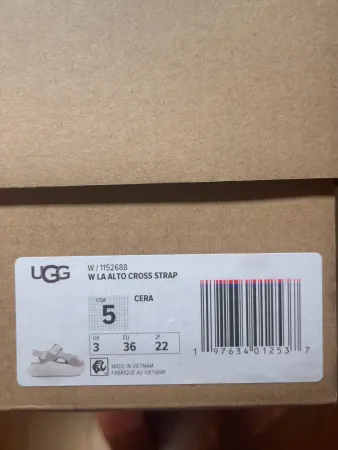 UGG
W / 1152688
W LA ALTO CROSS STRAP
USA
5
CERA
UK
3
EU
36
JP
22
MADE IN VIETNAM
FABRIQUÉ AU VIETNAM
1 97634 01253 7